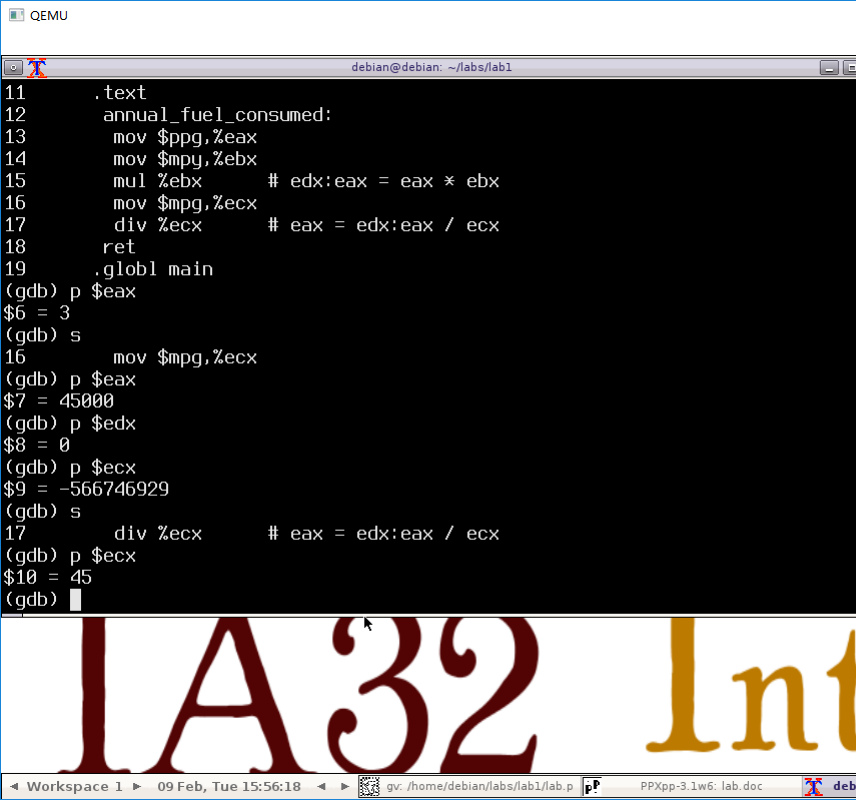 QEMU
debian@debian: ~/labs/lab1
11      .text
12       annual_fuel_consumed:
13        mov $ppg,%eax
14        mov $mpy,%ebx
15        mul %ebx      # edx:eax = eax * ebx
16        mov $mpg,%ecx
17        div %ecx      # eax = edx:eax / ecx
18       ret
19      .globl main
(gdb) p $eax
$6 = 3
(gdb) s
16        mov $mpg,%ecx
(gdb) p $eax
$7 = 45000
(gdb) p $edx
$8 = 0
(gdb) p $ecx
$9 = -566746929
(gdb) s
17        div %ecx      # eax = edx:eax / ecx
(gdb) p $ecx
$10 = 45
(gdb)
IA32 Int
Workspace 1 09 Feb, Tue 15:56:18 gv: /home/debian/labs/lab1/lab.p PPXpp-3.1w6: lab.doc deb